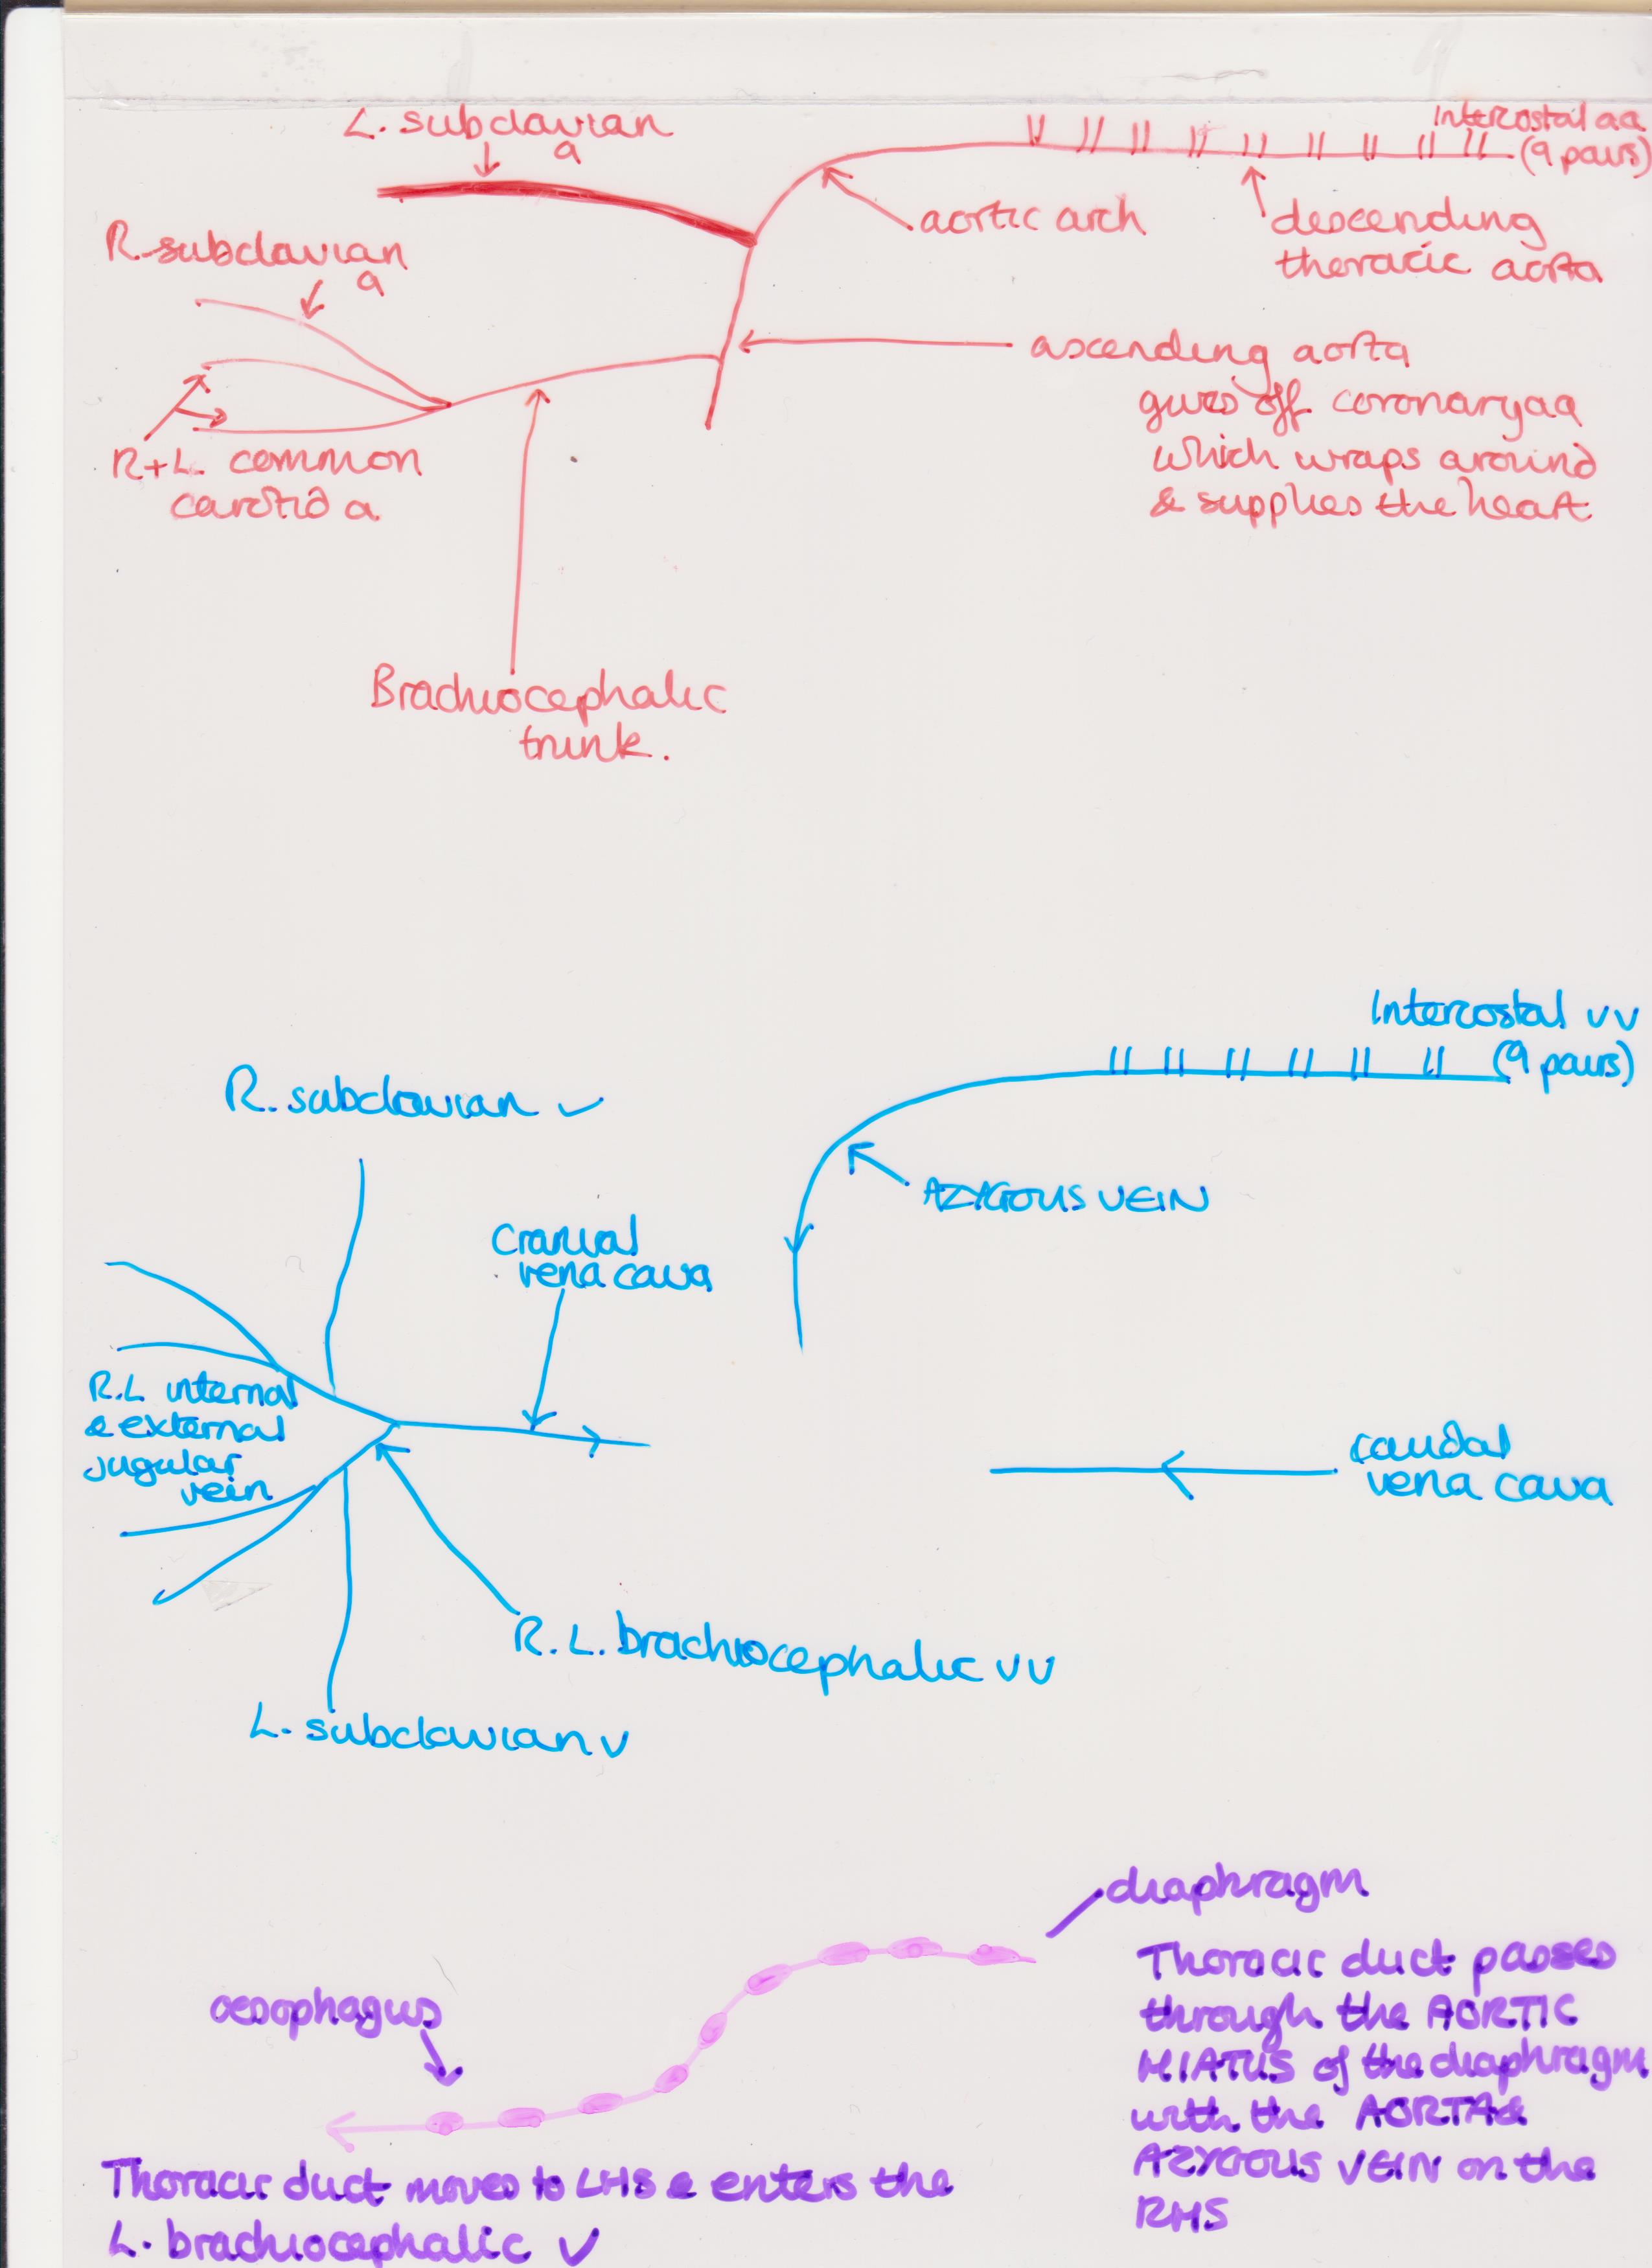 L. subclavian
a
Intercostal aa
(9 pairs)
R. subclavian
a
aortic arch
descending
thoracic aorta
ascending aorta
gives off coronary aa
which wraps around
& supplies the heart
R+L. common
carotid a
Brachiocephalic
trunk.
Intercostal vv
(9 pairs)
R. subclavian v
AZYGOUS VEIN
Cranial
vena cava
R.L internal
& external
jugular
vein
caudal
vena cava
R. L. brachiocephalic vv
L. subclavian v
diaphragm
Thoracic duct passes
through the AORTIC
HIATUS of the diaphragm
with the AORTA &
AZYGOUS VEIN on the
RHS
oesophagus
Thoracic duct moves to LHS & enters the
L. brachiocephalic v